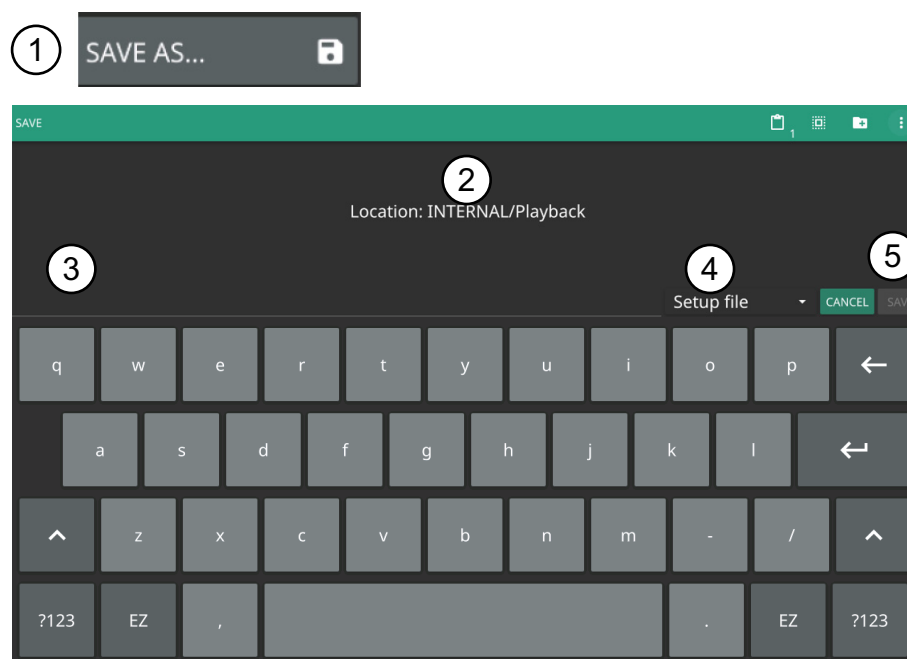 1
SAVE AS...
SAVE
1
2
Location: INTERNAL/Playback
3
4
5
Setup file
CANCEL
SAV
q w e r t y u i o p
a s d f g h j k l
z x c v b n m - /
?123 EZ , . EZ ?123